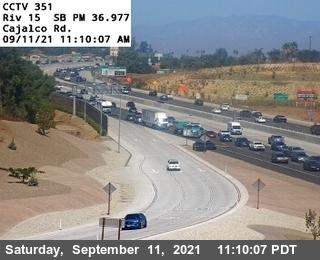 CCTV 351
Riv 15 SB PM 36.977
Cajalco Rd.
09/11/21 11:10:07 AM
Saturday, September 11, 2021 11:10:07 PDT